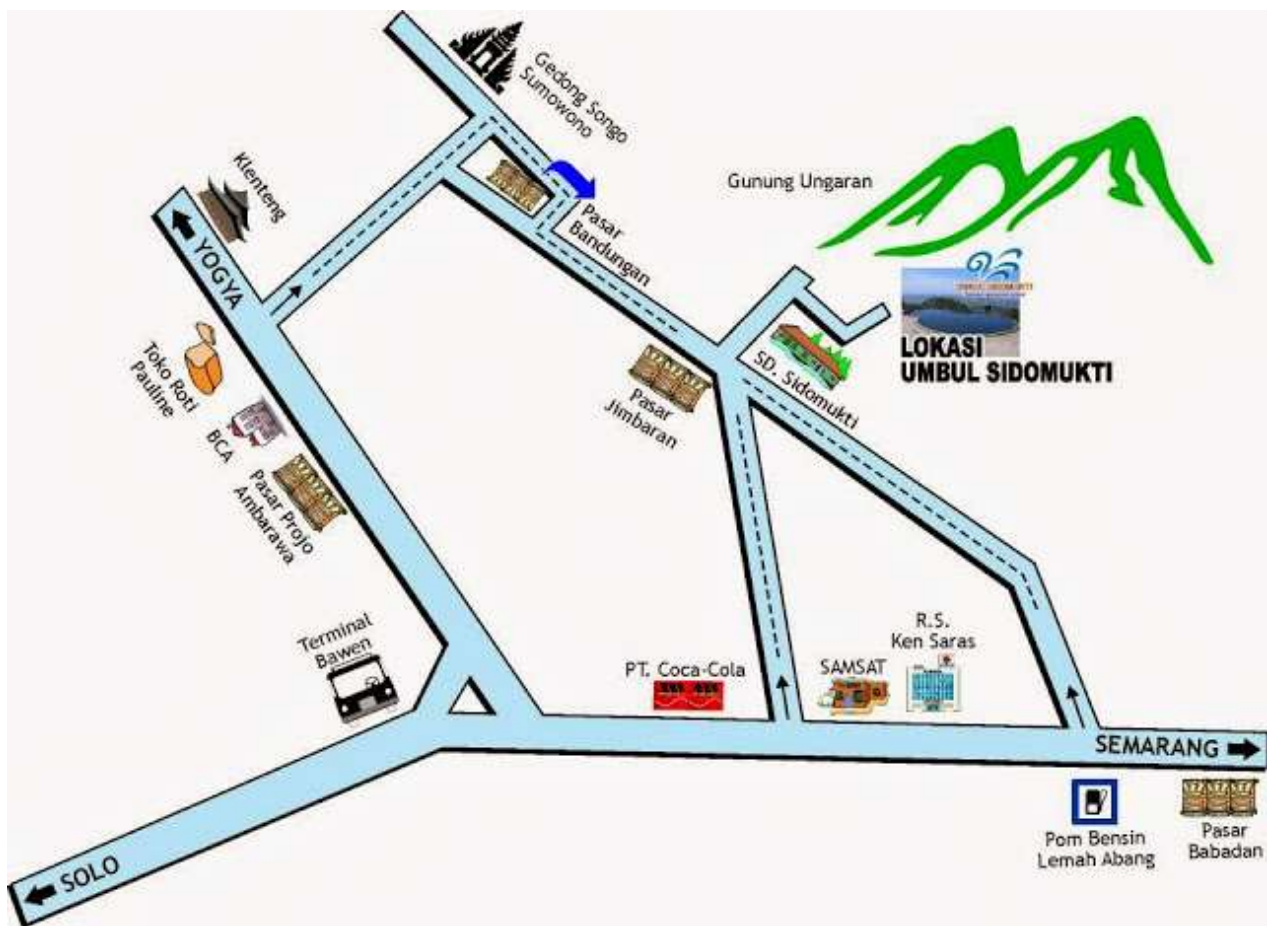 Gedong Songo
Sumowono
Klenteng
Gunung Ungaran
Pasar
Bandungan
YOGYA
UMBUL SIDOMUKTI
LOKASI
UMBUL SIDOMUKTI
Toko Roti
Pauline
SD. Sidomukti
Pasar
Jimbaran
BCA
Pasar Projo
Ambarawa
Terminal
Bawen
PT. Coca-Cola
SAMSAT
R.S.
Ken Saras
SEMARANG
Pom Bensin
Lemah Abang
Pasar
Babadan
SOLO